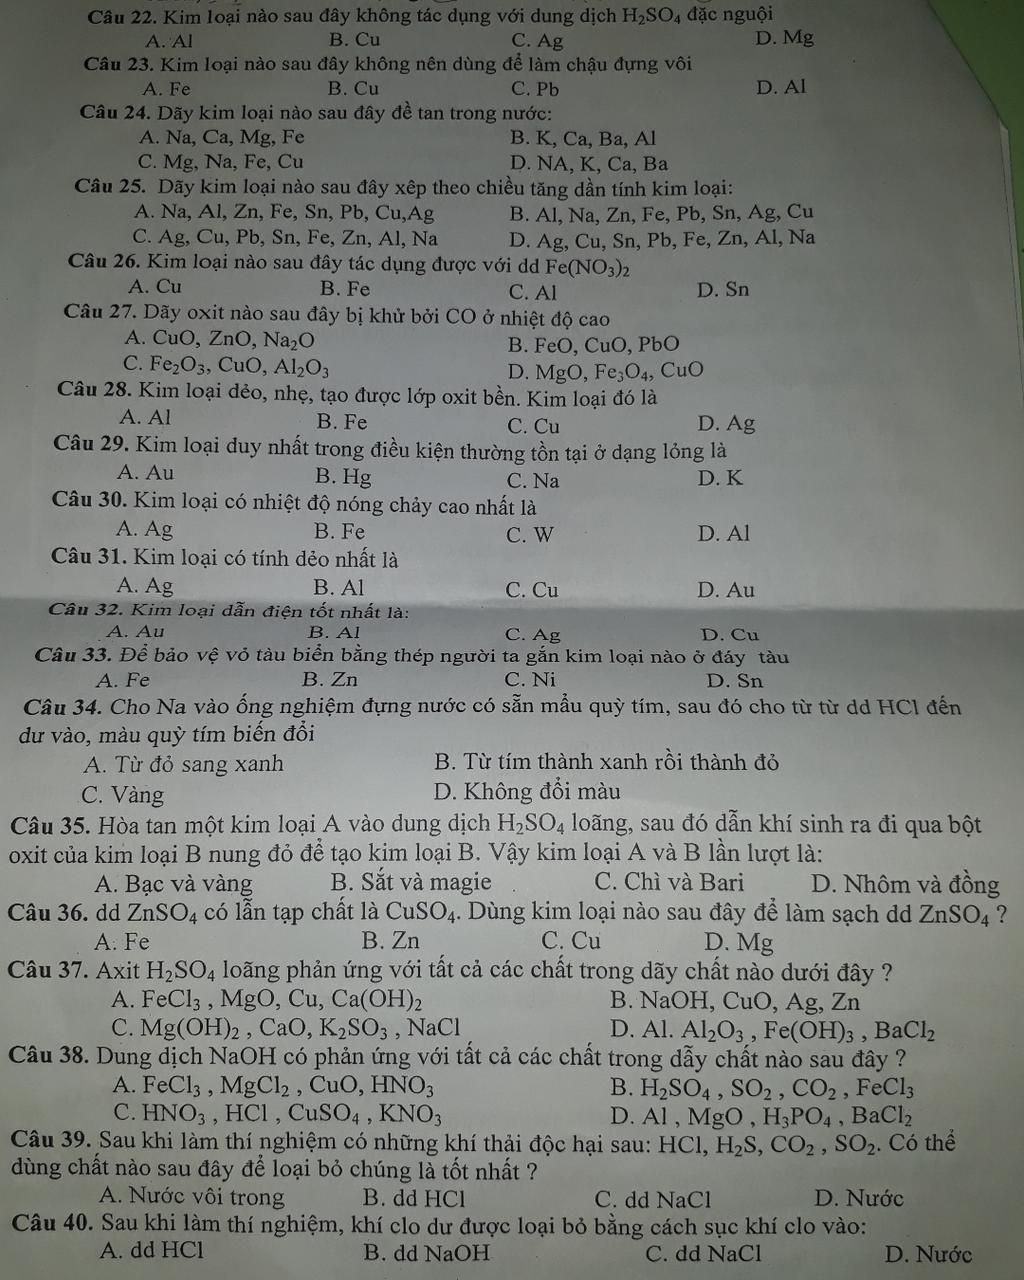 Câu 22. Kim loại nào sau đây không tác dụng với dung dịch H₂SO₄ đặc nguội
A. Al B. Cu C. Ag D. Mg
Câu 23. Kim loại nào sau đây không nên dùng để làm chậu đựng vôi
A. Fe B. Cu C. Pb D. Al
Câu 24. Dãy kim loại nào sau đây đề tan trong nước:
A. Na, Ca, Mg, Fe B. K, Ca, Ba, Al
C. Mg, Na, Fe, Cu D. NA, K, Ca, Ba
Câu 25. Dãy kim loại nào sau đây xêp theo chiều tăng dần tính kim loại:
A. Na, Al, Zn, Fe, Sn, Pb, Cu,Ag B. Al, Na, Zn, Fe, Pb, Sn, Ag, Cu
C. Ag, Cu, Pb, Sn, Fe, Zn, Al, Na D. Ag, Cu, Sn, Pb, Fe, Zn, Al, Na
Câu 26. Kim loại nào sau đây tác dụng được với dd Fe(NO₃)₂
A. Cu B. Fe C. Al D. Sn
Câu 27. Dãy oxit nào sau đây bị khử bởi CO ở nhiệt độ cao
A. CuO, ZnO, Na₂O B. FeO, CuO, PbO
C. Fe₂O₃, CuO, Al₂O₃ D. MgO, Fe₃O₄, CuO
Câu 28. Kim loại dẻo, nhẹ, tạo được lớp oxit bền. Kim loại đó là
A. Al B. Fe C. Cu D. Ag
Câu 29. Kim loại duy nhất trong điều kiện thường tồn tại ở dạng lỏng là
A. Au B. Hg C. Na D. K
Câu 30. Kim loại có nhiệt độ nóng chảy cao nhất là
A. Ag B. Fe C. W D. Al
Câu 31. Kim loại có tính dẻo nhất là
A. Ag B. Al C. Cu D. Au
Câu 32. Kim loại dẫn điện tốt nhất là:
A. Au B. Al C. Ag D. Cu
Câu 33. Để bảo vệ vỏ tàu biển bằng thép người ta gắn kim loại nào ở đáy tàu
A. Fe B. Zn C. Ni D. Sn
Câu 34. Cho Na vào ống nghiệm đựng nước có sẵn mẩu quỳ tím, sau đó cho từ từ dd HCl đến
dư vào, màu quỳ tím biến đổi
A. Từ đỏ sang xanh B. Từ tím thành xanh rồi thành đỏ
C. Vàng D. Không đổi màu
Câu 35. Hòa tan một kim loại A vào dung dịch H₂SO₄ loãng, sau đó dẫn khí sinh ra đi qua bột
oxit của kim loại B nung đỏ để tạo kim loại B. Vậy kim loại A và B lần lượt là:
A. Bạc và vàng B. Sắt và magie C. Chì và Bari D. Nhôm và đồng
Câu 36. dd ZnSO₄ có lẫn tạp chất là CuSO₄. Dùng kim loại nào sau đây để làm sạch dd ZnSO₄ ?
A. Fe B. Zn C. Cu D. Mg
Câu 37. Axit H₂SO₄ loãng phản ứng với tất cả các chất trong dãy chất nào dưới đây ?
A. FeCl₃ , MgO, Cu, Ca(OH)₂ B. NaOH, CuO, Ag, Zn
C. Mg(OH)₂ , CaO, K₂SO₃ , NaCl D. Al. Al₂O₃ , Fe(OH)₃ , BaCl₂
Câu 38. Dung dịch NaOH có phản ứng với tất cả các chất trong dẫy chất nào sau đây ?
A. FeCl₃ , MgCl₂ , CuO, HNO₃ B. H₂SO₄ , SO₂ , CO₂ , FeCl₃
C. HNO₃ , HCl , CuSO₄ , KNO₃ D. Al , MgO , H₃PO₄ , BaCl₂
Câu 39. Sau khi làm thí nghiệm có những khí thải độc hại sau: HCl, H₂S, CO₂ , SO₂. Có thể
dùng chất nào sau đây để loại bỏ chúng là tốt nhất ?
A. Nước vôi trong B. dd HCl C. dd NaCl D. Nước
Câu 40. Sau khi làm thí nghiệm, khí clo dư được loại bỏ bằng cách sục khí clo vào:
A. dd HCl B. dd NaOH C. dd NaCl D. Nước